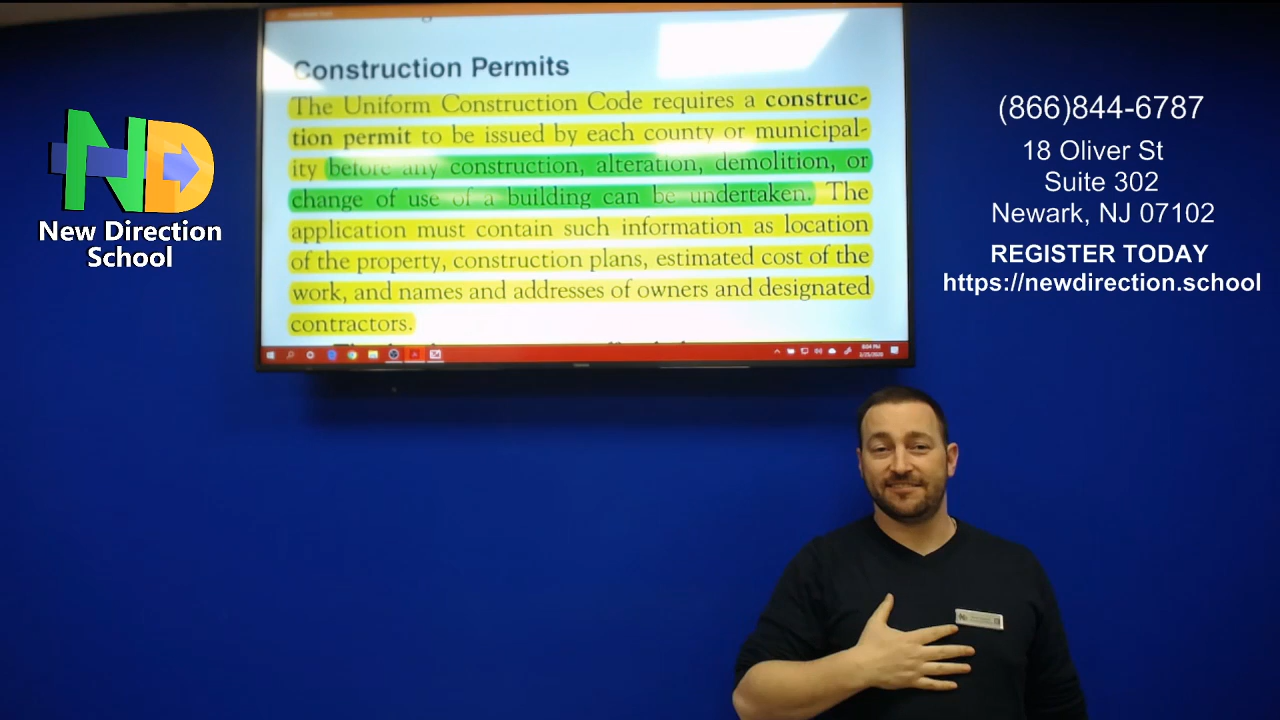 Construction Permits
The Uniform Construction Code requires a construc-
tion permit to be issued by each county or municipal-
ity before any construction, alteration, demolition, or
change of use of a building can be undertaken. The
application must contain such information as location
of the property, construction plans, estimated cost of the
work, and names and addresses of owners and designated
contractors.
ND
New Direction
School
(866)844-6787
18 Oliver St
Suite 302
Newark, NJ 07102
REGISTER TODAY
https://newdirection.school